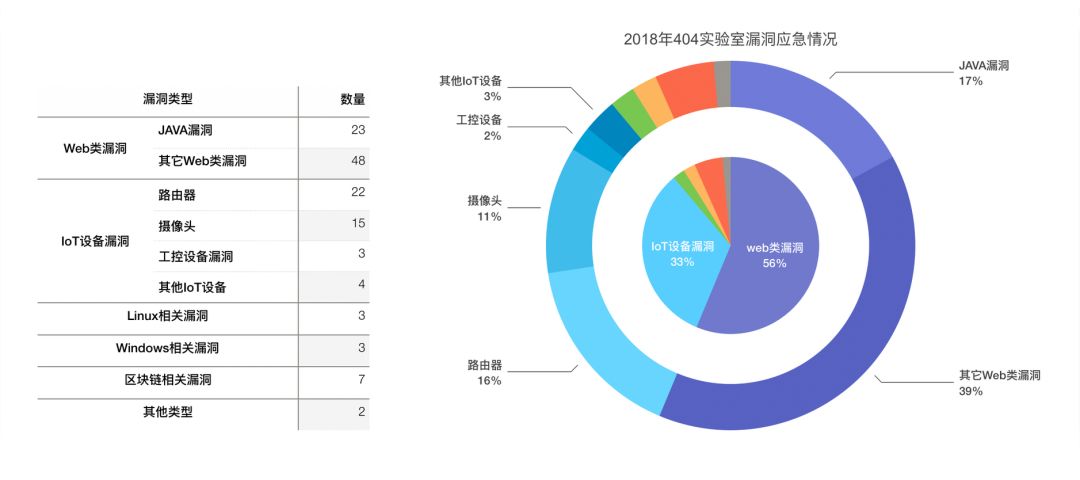 漏洞类型 数量
Web类漏洞
JAVA漏洞 23
其它Web类漏洞 48
IoT设备漏洞
路由器 22
摄像头 15
工控设备漏洞 3
其他IoT设备 4
Linux相关漏洞 3
Windows相关漏洞 3
区块链相关漏洞 7
其他类型 2
2018年404实验室漏洞应急情况
JAVA漏洞
17%
其他IoT设备
3%
工控设备
2%
摄像头
11%
路由器
16%
其它Web类漏洞
39%
IoT设备漏洞
33%
web类漏洞
56%